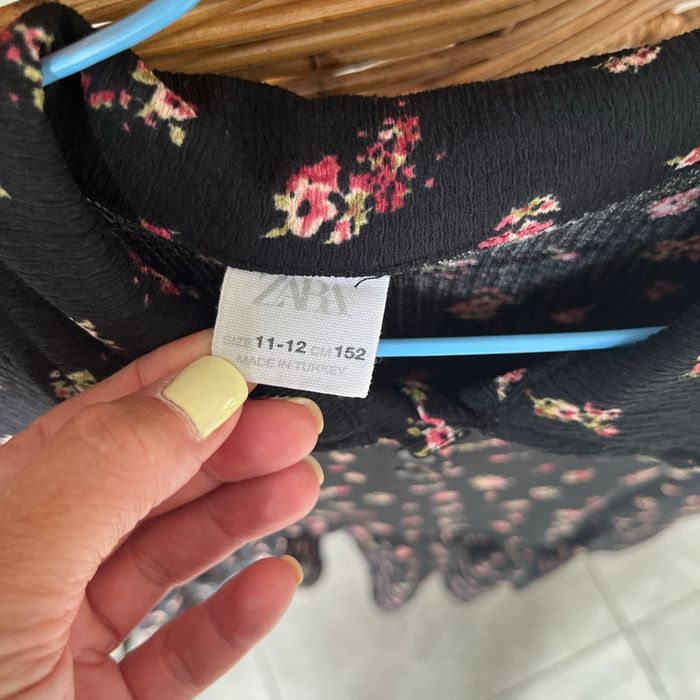 ZARA
SIZE 11-12 CM 152
MADE IN TURKEY